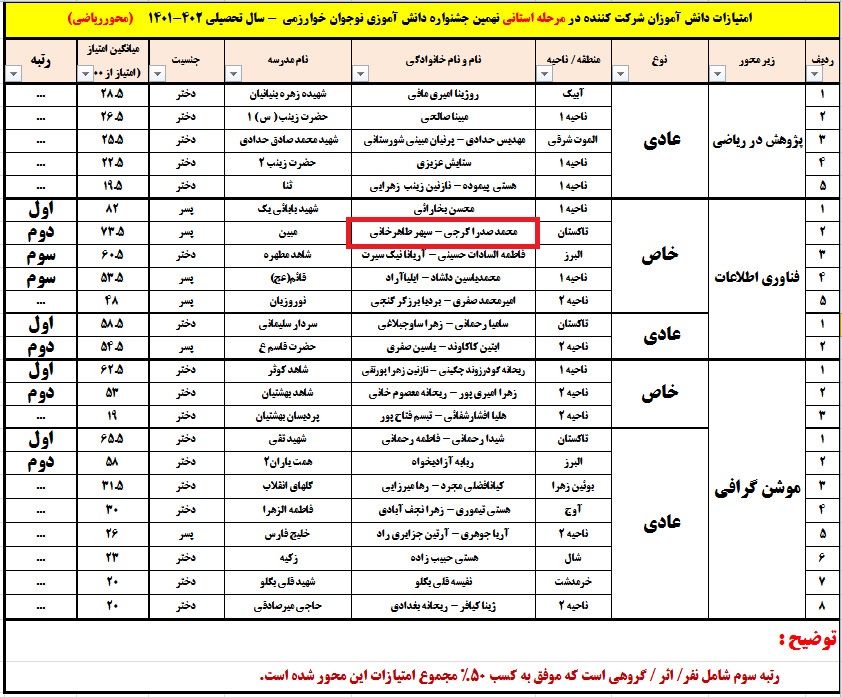 امتیازات دانش آموزان شرکت کننده در مرحله استانی نهمین جشنواره دانش آموزی نوجوان خوارزمی - سال تحصیلی ۴۰۲-۱۴۰۱ (محورریاضی)
ردیف زیر محور نوع منطقه / ناحیه نام و نام خانوادگی نام مدرسه جنسیت میانگین امتیاز (امتیاز از ۰۰ رتبه
پژوهش در ریاضی عادی
۱ آبیک روژینا امیری مافی شهیده زهره بنیانیان دختر ۲۸.۵ ...
۲ ناحیه ۱ مبینا صالحی حضرت زینب ( س ) ۱ دختر ۲۶.۵ ...
۳ الموت شرقی مهدیس حدادی - پرنیان مبینی شورستانی شهید محمد صادق حدادی دختر ۲۵.۵ ...
۴ ناحیه ۱ ستایش عزیزی حضرت زینب ۲ دختر ۲۲.۵ ...
۵ ناحیه ۱ هستی پیموده - نازنین زینب زهرایی ثنا دختر ۱۹.۵ ...
فناوری اطلاعات خاص
۱ ناحیه ۱ محسن بخارائی شهید بابائی یک پسر ۸۲ اول
۲ تاکستان محمد صدرا گرجی - سپهر طاهرخانی مبین پسر ۷۳.۵ دوم
۳ البرز فاطمه السادات حسینی - آریانا نیک سیرت شاهد مطهره دختر ۶۰.۵ سوم
۴ ناحیه ۱ محمدیاسین دلشاد - ایلیاآراد قائم(عج) پسر ۵۳.۵ سوم
۵ ناحیه ۲ امیرمحمد صفری - بردیا برزگر گنجی نوروزیان پسر ۴۸ ...
عادی
۱ تاکستان سامیا رحمانی - زهرا ساوجبلاغی سردار سلیمانی دختر ۵۸.۵ اول
۲ ناحیه ۲ ابتین کاکاوند - یاسین صفری حضرت قاسم ع پسر ۵۴.۵ دوم
موشن گرافی خاص
۱ ناحیه ۱ ریحانه گودرزوند چگینی - نازنین زهرا پورتقی شاهد کوثر دختر ۶۲.۵ اول
۲ ناحیه ۲ زهرا امیری پور - ریحانه معصوم خانی شاهد بهشتیان دختر ۵۳ دوم
۳ ناحیه ۲ هلیا افشارشفائی - تبسم فتاح پور پردیسان بهشتیان دختر ۱۹ ...
عادی
۱ تاکستان شیدا رحمانی - فاطمه رحمانی شهید تقی دختر ۶۵.۵ اول
۲ البرز ربابه آزادیخواه همت یاران۲ دختر ۵۸ دوم
۳ بوئین زهرا کیانافضلی مجرد - رها میرزایی گلهای انقلاب دختر ۳۱.۵ ...
۴ آوج هستی تیموری - زهرا نجف آبادی فاطمه الزهرا دختر ۳۰ ...
۵ ناحیه ۲ آریا جوهری - آرتین جزایری راد خلیج فارس پسر ۲۶ ...
۶ شال هستی حبیب زاده زکیه دختر ۲۳ ...
۷ خرمدشت نفیسه قلی یگلو شهید قلی یگلو دختر ۲۰ ...
۸ ناحیه ۲ ژینا کیافر - ریحانه بغدادی حاجی میرصادقی دختر ۲۰ ...
توضیح :
رتبه سوم شامل نفر/ اثر / گروهی است که موفق به کسب ۵۰٪ مجموع امتیازات این محور شده است.